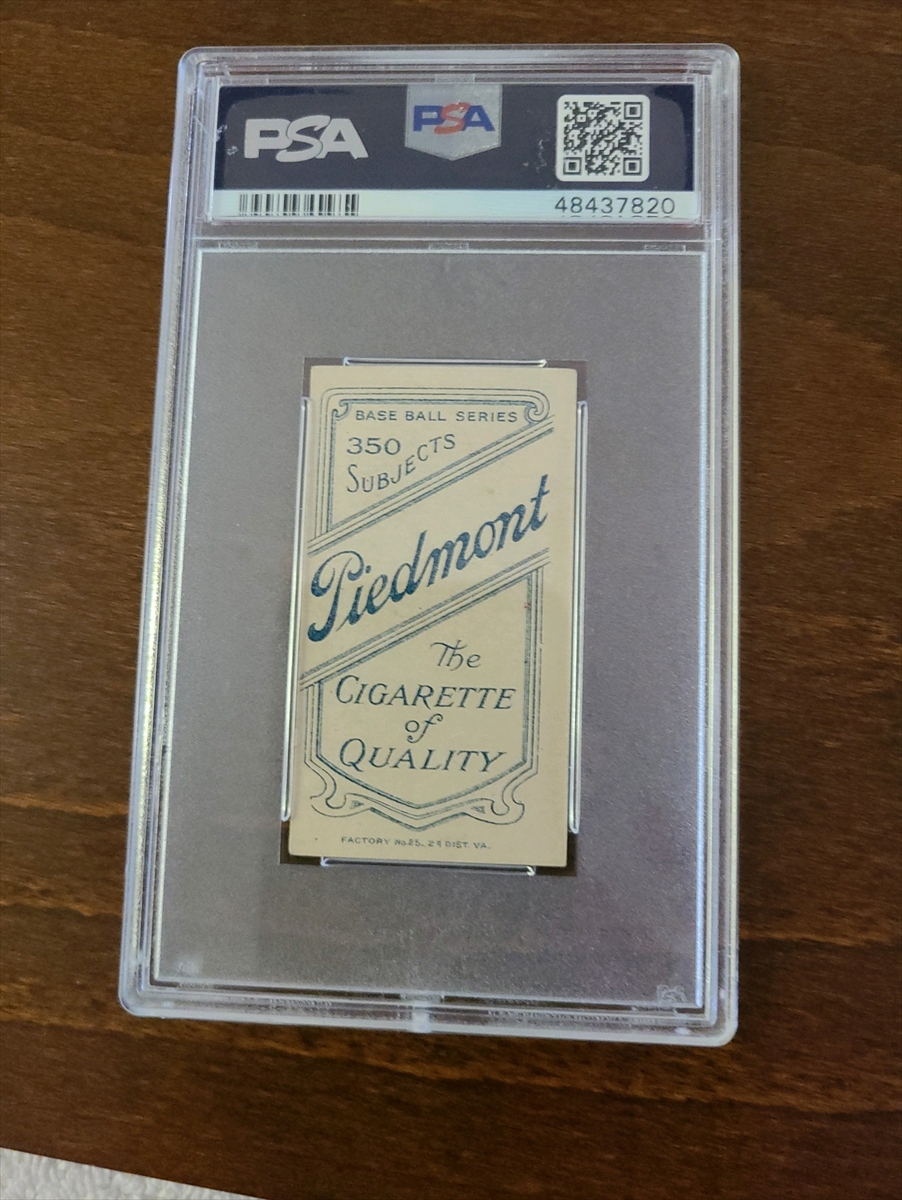 PSA
PSA
48437820
BASE BALL SERIES
350
SUBJECTS
Piedmont
The
CIGARETTE
of
QUALITY
FACTORY No 25, 2d DIST. VA.